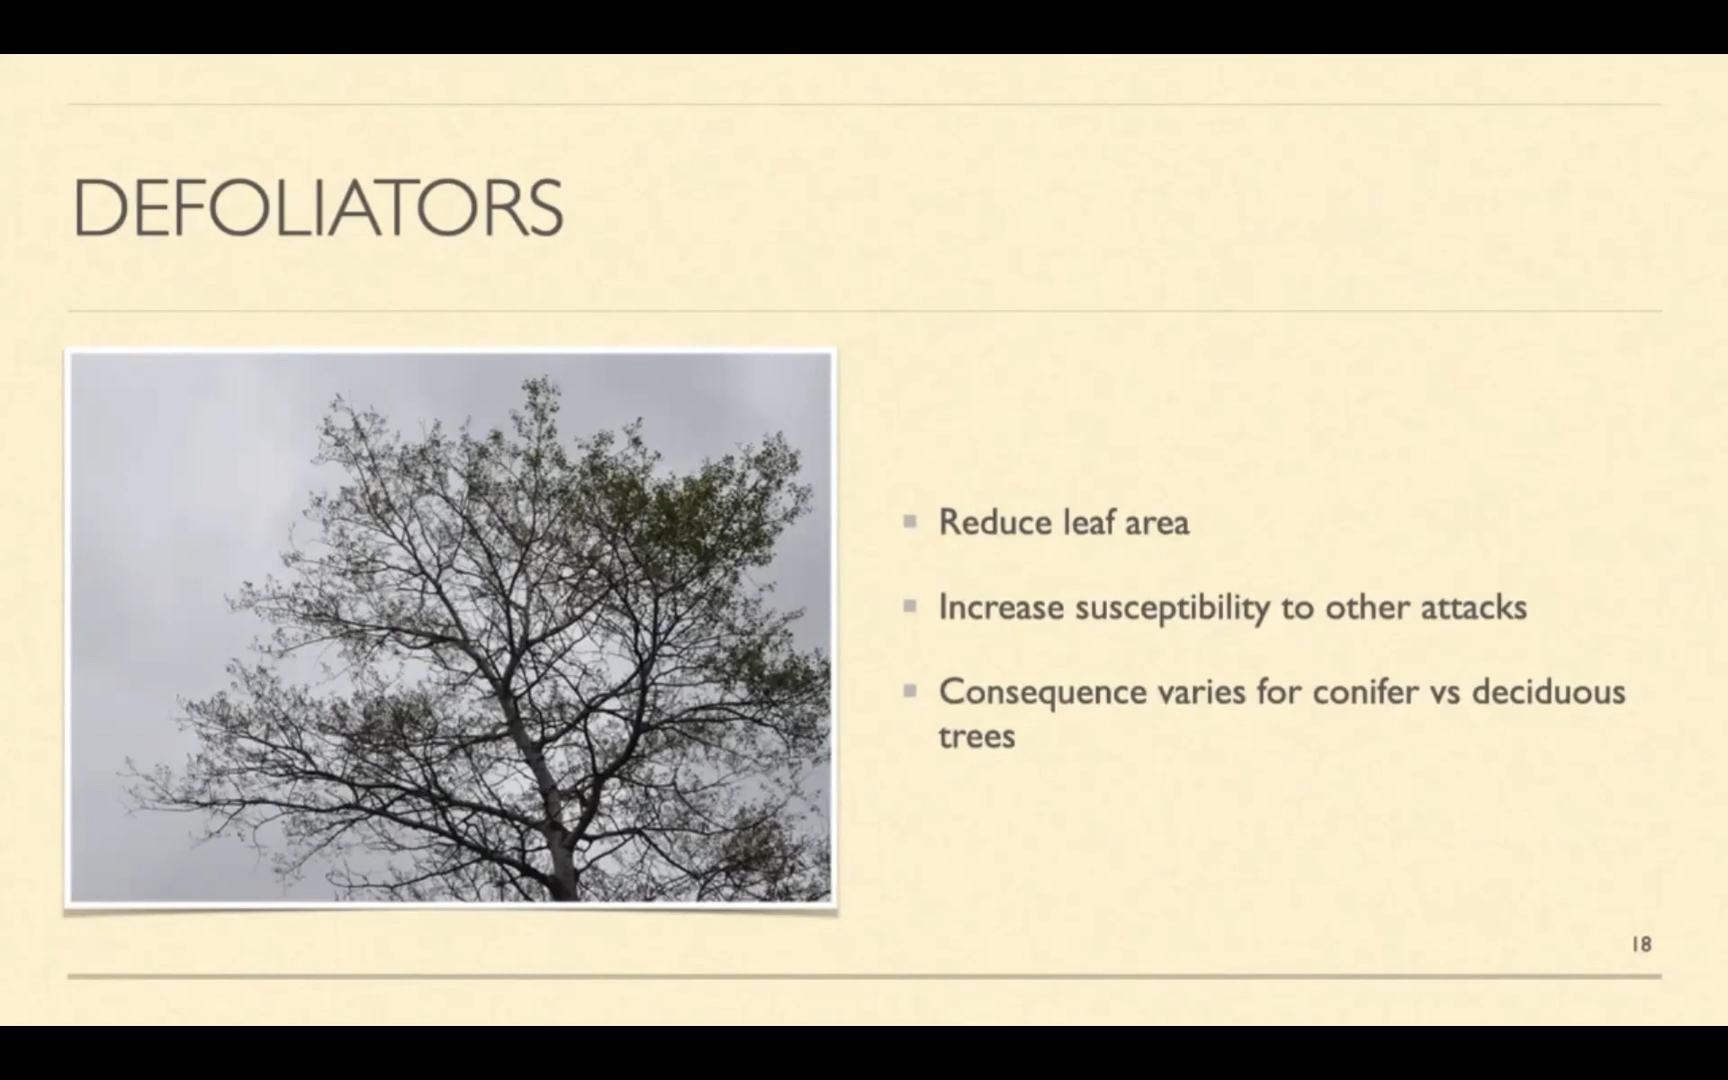 DEFOLIATORS
Reduce leaf area
Increase susceptibility to other attacks
Consequence varies for conifer vs deciduous
trees
18